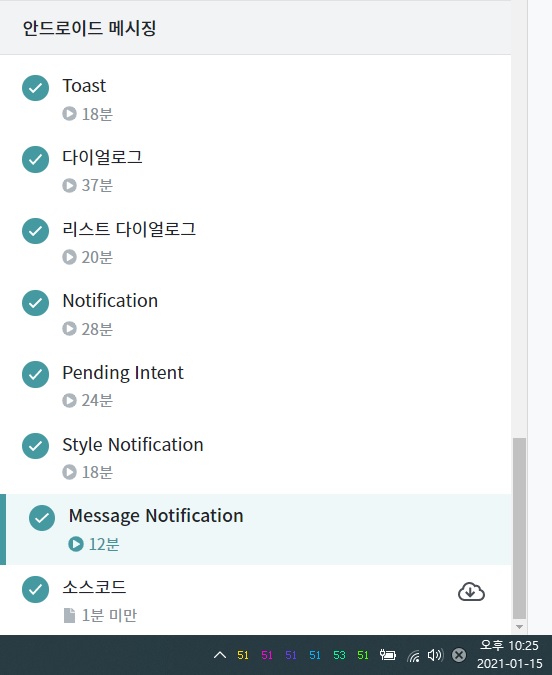 안드로이드 메시징
Toast
18분
다이얼로그
37분
리스트 다이얼로그
20분
Notification
28분
Pending Intent
24분
Style Notification
18분
Message Notification
12분
소스코드
1분 미만
51 51 51 51 53 51
오후 10:25
2021-01-15